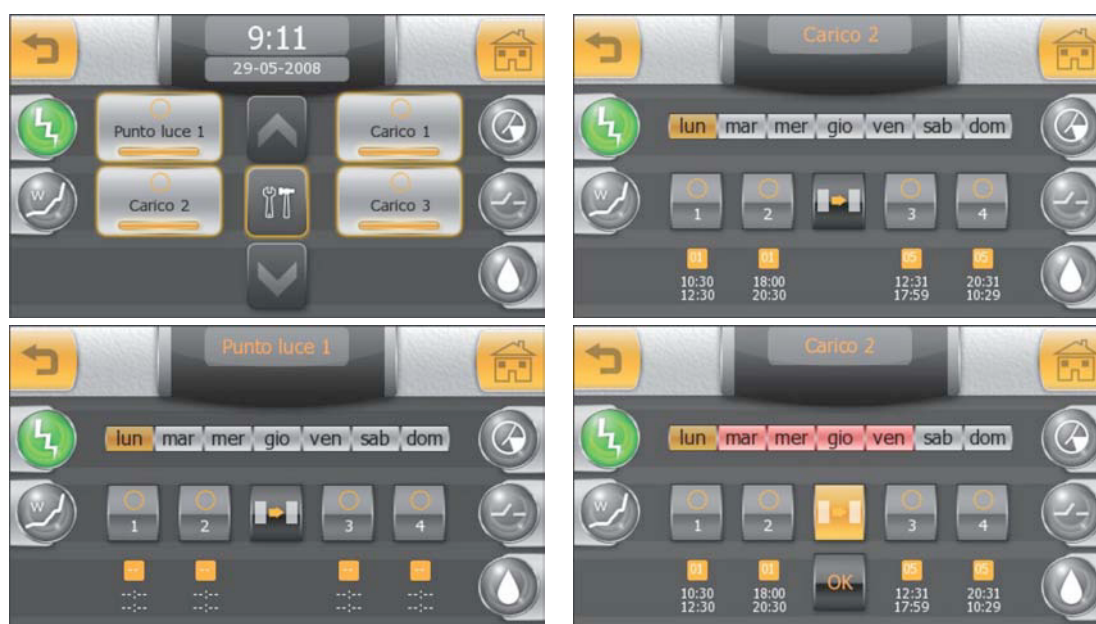 9:11
29-05-2008
Punto luce 1
Carico 1
W
Carico 2
Carico 3
Carico 2
lun mar mer gio ven sab dom
W
1 2 3 4
01 01 05 05
10:30 18:00 12:31 20:31
12:30 20:30 17:59 10:29
Punto luce 1
lun mar mer gio ven sab dom
W
1 2 3 4
-- -- -- --
--:-- --:-- --:-- --:--
--:-- --:-- --:-- --:--
Carico 2
lun mar mer gio ven sab dom
W
1 2 3 4
01 01 OK 05 05
10:30 18:00 12:31 20:31
12:30 20:30 17:59 10:29